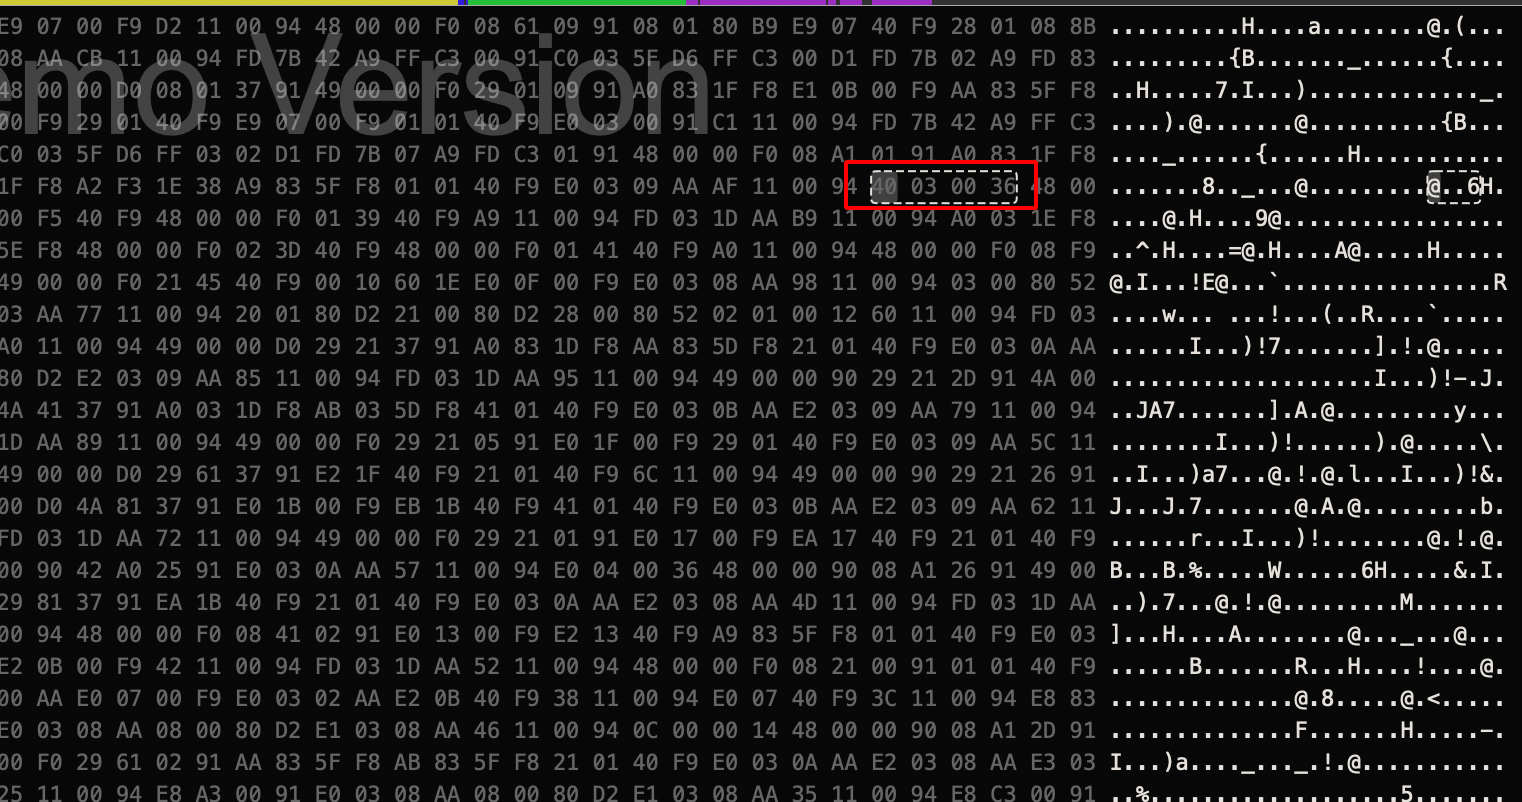 E9 07 00 F9 D2 11 00 94 48 00 00 F0 08 61 09 91 08 01 80 B9 E9 07 40 F9 28 01 08 8B ..........H....a........@.(...
08 AA CB 11 00 94 FD 7B 42 A9 FF C3 00 91 C0 03 5F D6 FF C3 00 D1 FD 7B 02 A9 FD 83 .........{B......._......{....
48 00 00 D0 08 01 37 91 49 00 00 F0 29 01 09 91 A0 83 1F F8 E1 0B 00 F9 AA 83 5F F8 ..H.....7.I...)............._.
00 F9 29 01 40 F9 E9 07 00 F9 01 01 40 F9 E0 03 00 91 C1 11 00 94 FD 7B 42 A9 FF C3 ....).@.......@..........{B...
C0 03 5F D6 FF 03 02 D1 FD 7B 07 A9 FD C3 01 91 48 00 00 F0 08 A1 01 91 A0 83 1F F8 ...._......{......H...........
1F F8 A2 F3 1E 38 A9 83 5F F8 01 01 40 F9 E0 03 09 AA AF 11 00 94 40 03 00 36 48 00 .......8.._...@.........@..6H.
00 F5 40 F9 48 00 00 F0 01 39 40 F9 A9 11 00 94 FD 03 1D AA B9 11 00 94 A0 03 1E F8 ....@.H....9@.................
5E F8 48 00 00 F0 02 3D 40 F9 48 00 00 F0 01 41 40 F9 A0 11 00 94 48 00 00 F0 08 F9 ..^.H....=@.H....A@.....H.....
49 00 00 F0 21 45 40 F9 00 10 60 1E E0 0F 00 F9 E0 03 08 AA 98 11 00 94 03 00 80 52 @.I...!E@...`................R
03 AA 77 11 00 94 20 01 80 D2 21 00 80 D2 28 00 80 52 02 01 00 12 60 11 00 94 FD 03 ....w... ...!...(..R....`.....
A0 11 00 94 49 00 00 D0 29 21 37 91 A0 83 1D F8 AA 83 5D F8 21 01 40 F9 E0 03 0A AA ......I...)!7.......].!.@.....
80 D2 E2 03 09 AA 85 11 00 94 FD 03 1D AA 95 11 00 94 49 00 00 90 29 21 2D 91 4A 00 ....................I...)!-.J.
4A 41 37 91 A0 03 1D F8 AB 03 5D F8 41 01 40 F9 E0 03 0B AA E2 03 09 AA 79 11 00 94 ..JA7.......].A.@.........y...
1D AA 89 11 00 94 49 00 00 F0 29 21 05 91 E0 1F 00 F9 29 01 40 F9 E0 03 09 AA 5C 11 ........I...)!......).@.....\.
49 00 00 D0 29 61 37 91 E2 1F 40 F9 21 01 40 F9 6C 11 00 94 49 00 00 90 29 21 26 91 ..I...)a7...@.!.@.l...I...)!&.
00 D0 4A 81 37 91 E0 1B 00 F9 EB 1B 40 F9 41 01 40 F9 E0 03 0B AA E2 03 09 AA 62 11 J...J.7.......@.A.@.........b.
FD 03 1D AA 72 11 00 94 49 00 00 F0 29 21 01 91 E0 17 00 F9 EA 17 40 F9 21 01 40 F9 ......r...I...)!........@.!.@.
00 90 42 A0 25 91 E0 03 0A AA 57 11 00 94 E0 04 00 36 48 00 00 90 08 A1 26 91 49 00 B...B.%.....W......6H.....&.I.
29 81 37 91 EA 1B 40 F9 21 01 40 F9 E0 03 0A AA E2 03 08 AA 4D 11 00 94 FD 03 1D AA ..).7...@.!.@.........M.......
00 94 48 00 00 F0 08 41 02 91 E0 13 00 F9 E2 13 40 F9 A9 83 5F F8 01 01 40 F9 E0 03 ]...H....A........@..._...@...
E2 0B 00 F9 42 11 00 94 FD 03 1D AA 52 11 00 94 48 00 00 F0 08 21 00 91 01 01 40 F9 ......B.......R...H....!....@.
00 AA E0 07 00 F9 E0 03 02 AA E2 0B 40 F9 38 11 00 94 E0 07 40 F9 3C 11 00 94 E8 83 ..............@.8.....@.<.....
E0 03 08 AA 08 00 80 D2 E1 03 08 AA 46 11 00 94 0C 00 00 14 48 00 00 90 08 A1 2D 91 ..............F.......H.....-.
00 F0 29 61 02 91 AA 83 5F F8 AB 83 5F F8 21 01 40 F9 E0 03 0A AA E2 03 08 AA E3 03 I...)a...._..._.!.@...........
25 11 00 94 E8 A3 00 91 E0 03 08 AA 08 00 80 D2 E1 03 08 AA 35 11 00 94 E8 C3 00 91 ..%...................5.......
emo Version